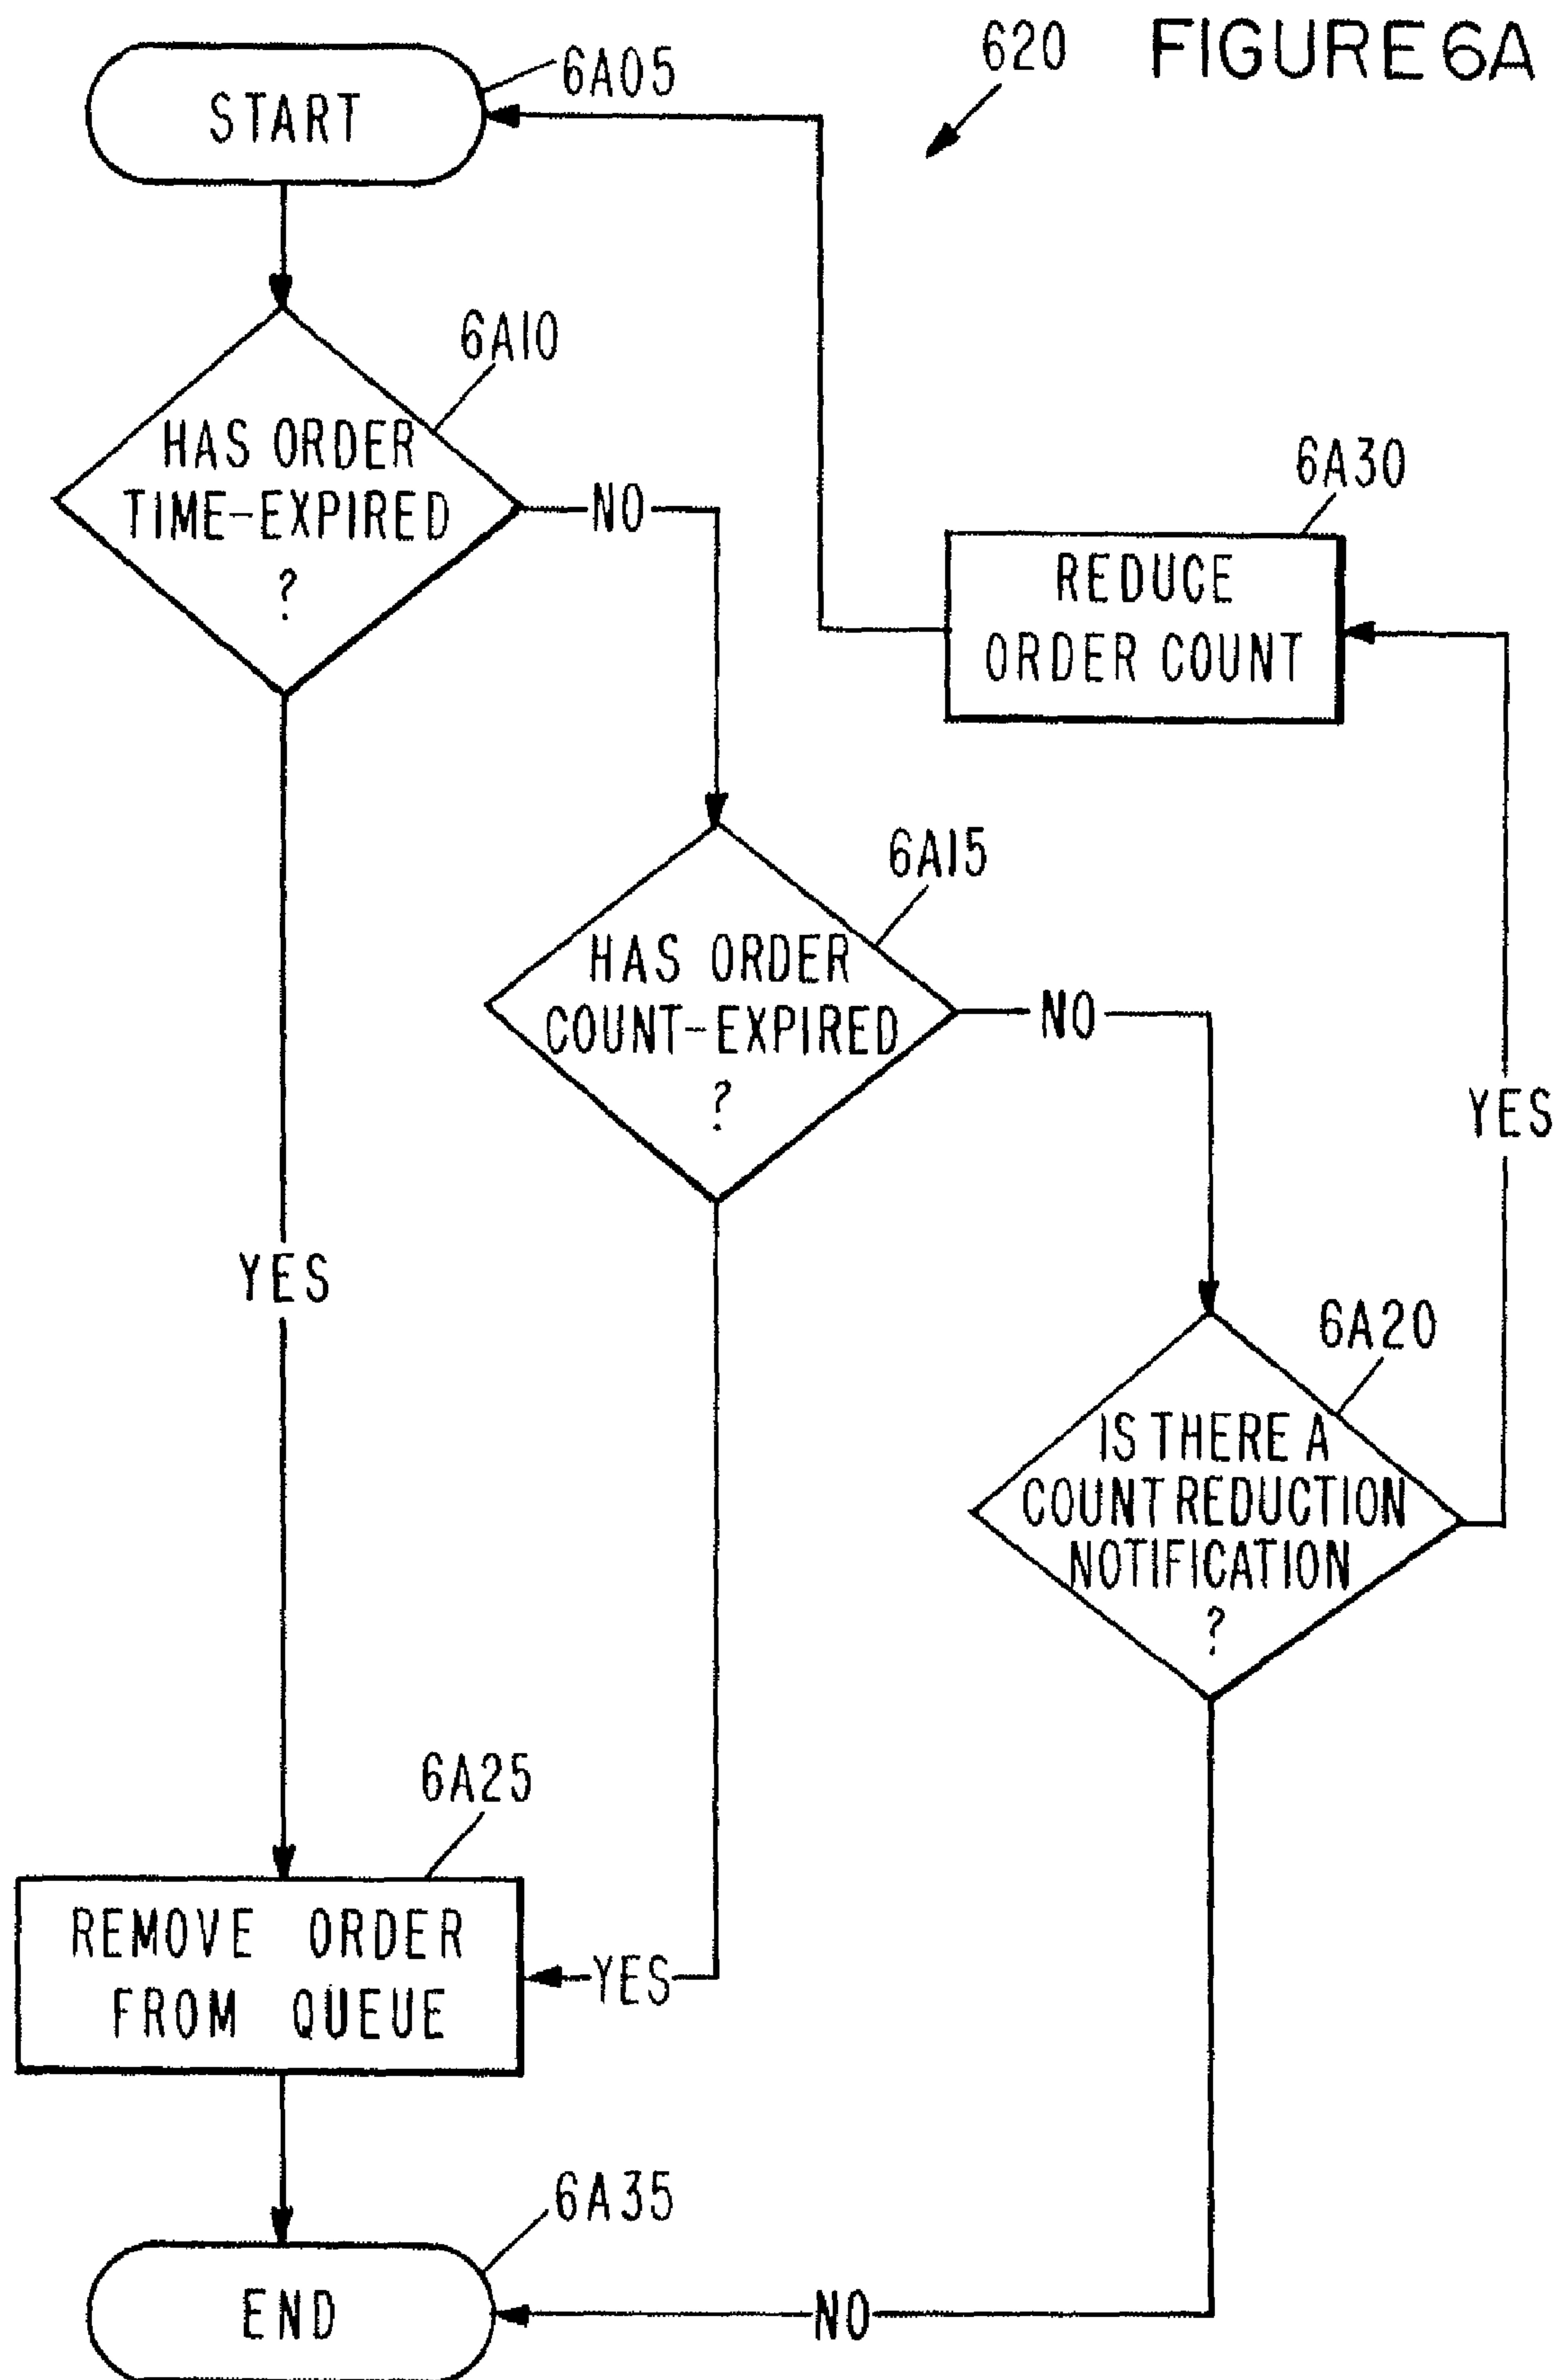 620 FIGURE 6A
6A05
START
6A10
HAS ORDER
TIME-EXPIRED
?
NO
6A30
REDUCE
ORDER COUNT
6A15
HAS ORDER
COUNT-EXPIRED
?
NO
YES
YES
6A20
IS THERE A
COUNT REDUCTION
NOTIFICATION
?
6A25
REMOVE ORDER
FROM QUEUE
YES
6A35
END
NO